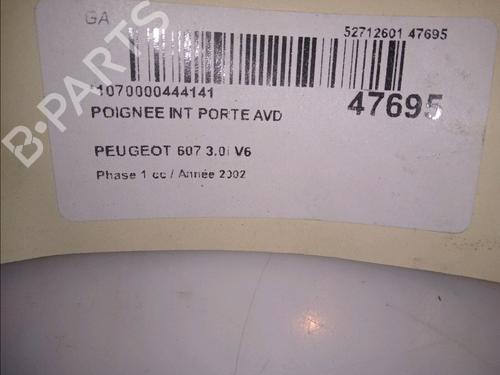 GA
52712601 47695
*1070000444141
47695
POIGNEE INT PORTE AVD
PEUGEOT 607 3.0i V6
Phase 1 cc / Année 2002
B-PARTS